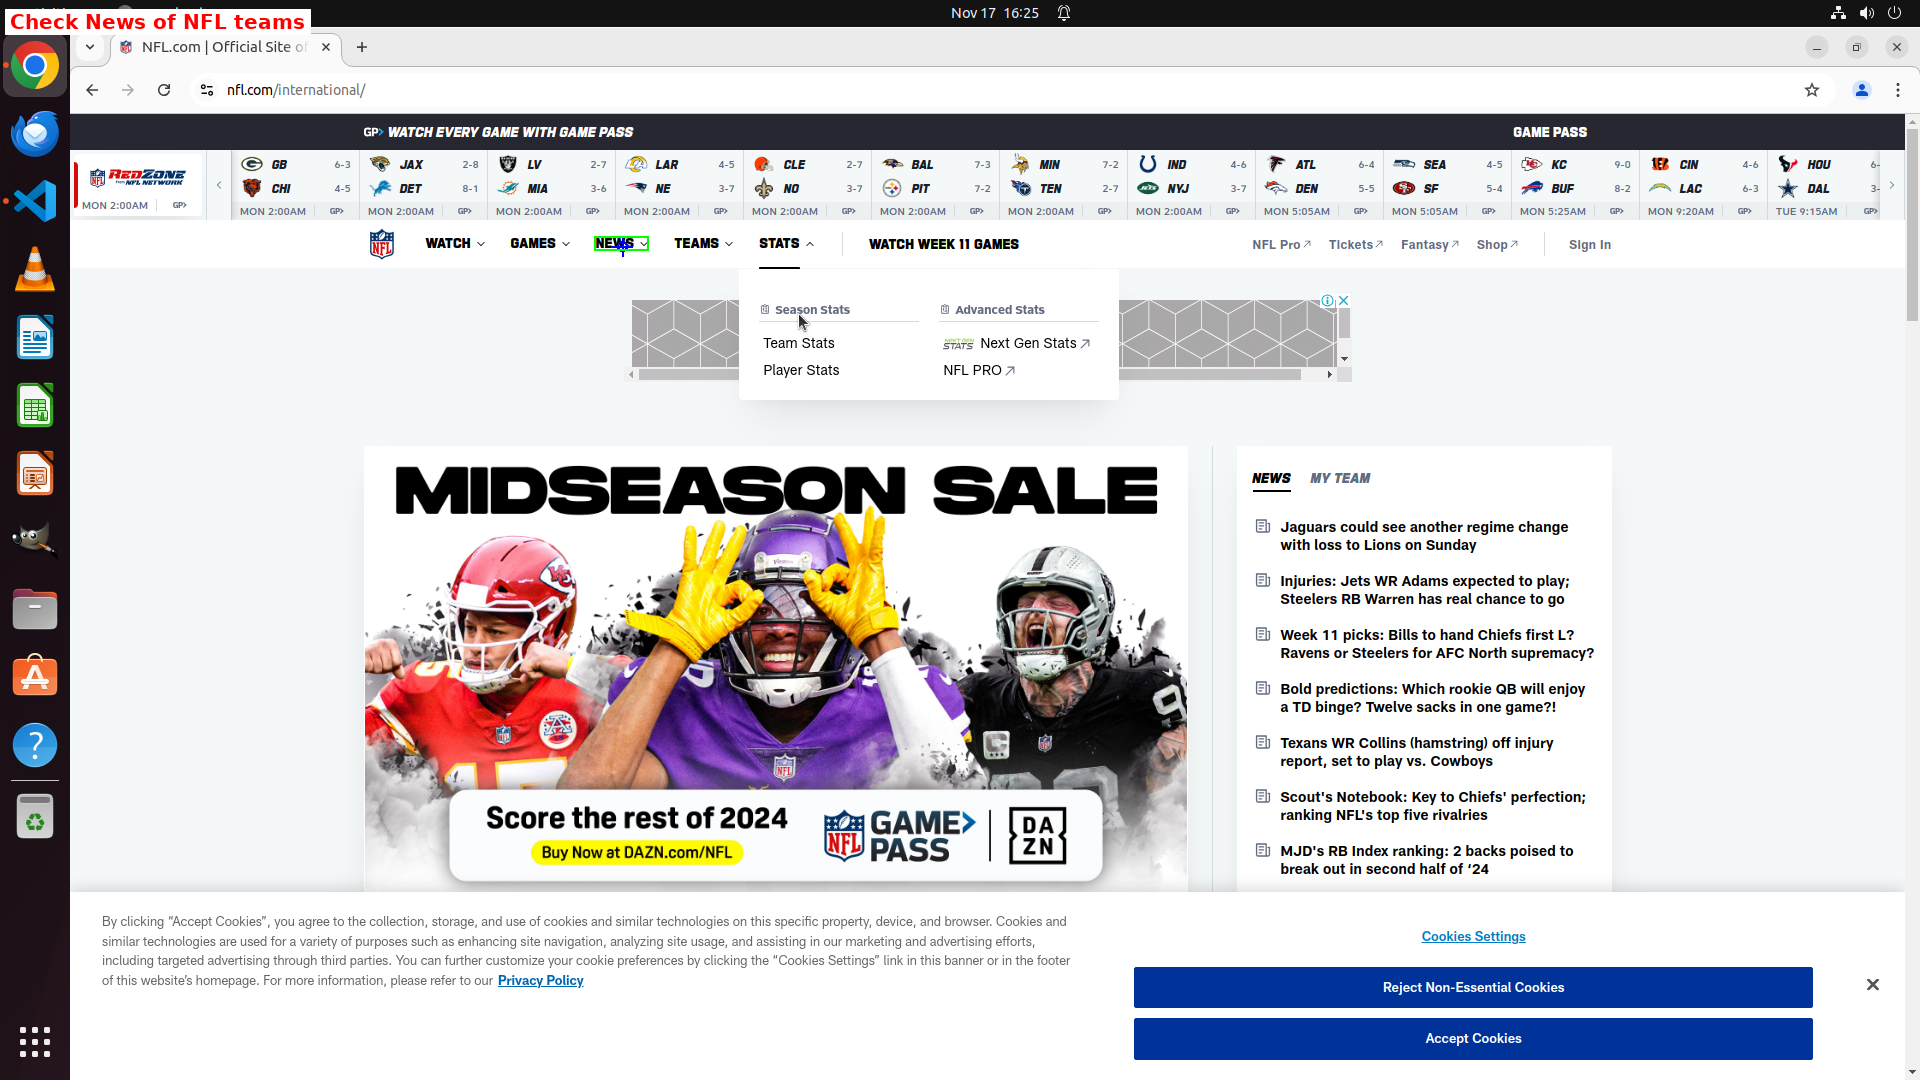 Check News of NFL teams
Nov 17 16:25
NFL.com | Official Site of
nfl.com/international/
GP> WATCH EVERY GAME WITH GAME PASS
GAME PASS
NFL REDZONE FROM NFL NETWORK
MON 2:00AM GP>
GB 6-3
CHI 4-5
MON 2:00AM GP>
JAX 2-8
DET 8-1
MON 2:00AM GP>
LV 2-7
MIA 3-6
MON 2:00AM GP>
LAR 4-5
NE 3-7
MON 2:00AM GP>
CLE 2-7
NO 3-7
MON 2:00AM GP>
BAL 7-3
PIT 7-2
MON 2:00AM GP>
MIN 7-2
TEN 2-7
MON 2:00AM GP>
IND 4-6
NYJ 3-7
MON 2:00AM GP>
ATL 6-4
DEN 5-5
MON 5:05AM GP>
SEA 4-5
SF 5-4
MON 5:05AM GP>
KC 9-0
BUF 8-2
MON 5:25AM GP>
CIN 4-6
LAC 6-3
MON 9:20AM GP>
HOU 6-
DAL 3-
TUE 9:15AM GP>
NFL WATCH GAMES NEWS TEAMS STATS WATCH WEEK 11 GAMES NFL Pro Tickets Fantasy Shop Sign In
Season Stats
Team Stats
Player Stats
Advanced Stats
NEXT GEN STATS Next Gen Stats
NFL PRO
MIDSEASON SALE
Score the rest of 2024
Buy Now at DAZN.com/NFL
NFL GAME PASS
DAZN
NEWS MY TEAM
Jaguars could see another regime change
with loss to Lions on Sunday
Injuries: Jets WR Adams expected to play;
Steelers RB Warren has real chance to go
Week 11 picks: Bills to hand Chiefs first L?
Ravens or Steelers for AFC North supremacy?
Bold predictions: Which rookie QB will enjoy
a TD binge? Twelve sacks in one game?!
Texans WR Collins (hamstring) off injury
report, set to play vs. Cowboys
Scout's Notebook: Key to Chiefs' perfection;
ranking NFL's top five rivalries
MJD's RB Index ranking: 2 backs poised to
break out in second half of ‘24
By clicking “Accept Cookies”, you agree to the collection, storage, and use of cookies and similar technologies on this specific property, device, and browser. Cookies and
similar technologies are used for a variety of purposes such as enhancing site navigation, analyzing site usage, and assisting in our marketing and advertising efforts,
including targeted advertising through third parties. You can further customize your cookie preferences by clicking the “Cookies Settings” link in this banner or in the footer
of this website's homepage. For more information, please refer to our Privacy Policy
Cookies Settings
Reject Non-Essential Cookies
Accept Cookies